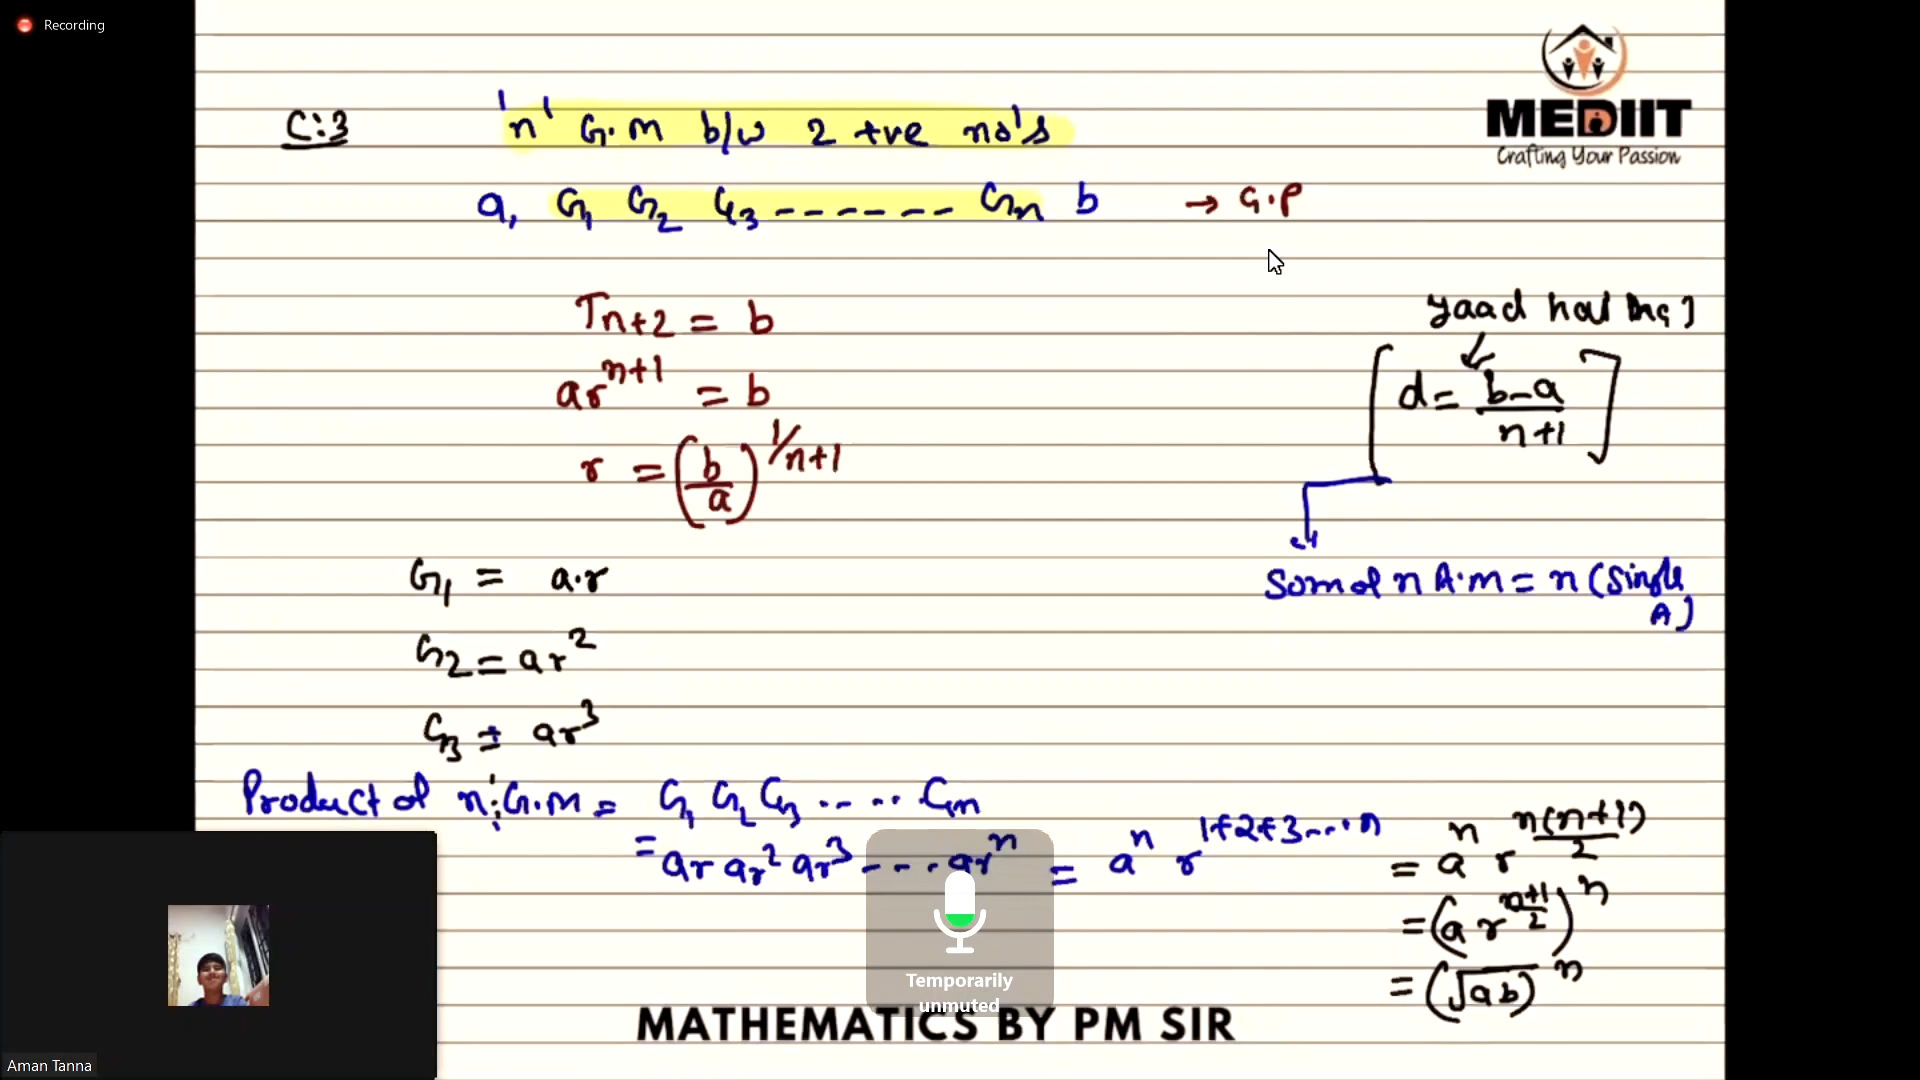 Recording
MEDIIT
Crafting Your Passion
C:3
'n' G.M b/w 2 +ve no's
a, G1 G2 G3 ------- Gn b → G.P
Tn+2 = b
ar^n+1 = b
r = (b/a)^1/n+1
yaad
[d = b-a/n+1]
Sum of n A.M = n (Single A)
G1 = a.r
G2 = ar^2
G3 = ar^3
Product of 'n' G.M = G1 G2 G3 ..... Gn
= ar ar^2 ar^3 ---- ar^n = a^n r^1+2+3....n = a^n r^n(n+1)/2
= (a r^n+1/2)^n
= (√ab)^n
Temporarily
unmuted
MATHEMATICS BY PM SIR
Aman Tanna